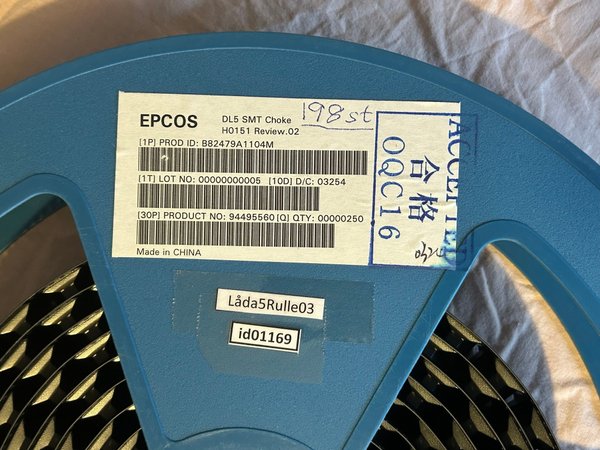 EPCOS
DL5 SMT Choke
H0151 Review.02
198st
[1P] PROD ID: B82479A1104M
[1T] LOT NO: 00000000005 [10D] D/C: 03254
[30P] PRODUCT NO: 94495560 [Q] QTY: 00000250
Made in CHINA
ACCEPTED
合格
OQC16
Låda5Rulle03
id01169